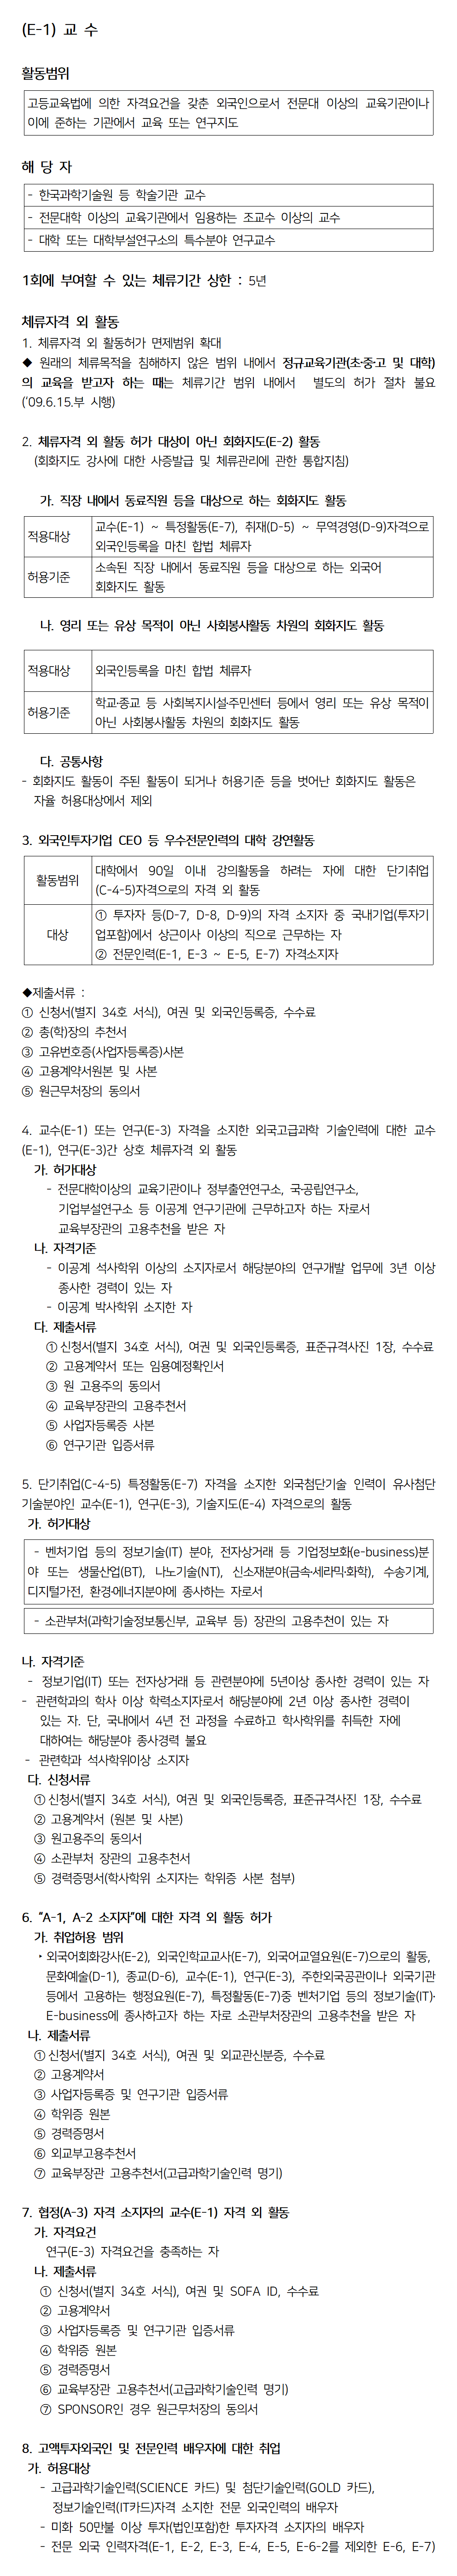 (E-1) 교 수
활동범위
고등교육법에 의한 자격요건을 갖춘 외국인으로서 전문대 이상의 교육기관이나
이에 준하는 기관에서 교육 또는 연구지도
해 당 자
- 한국과학기술원 등 학술기관 교수
- 전문대학 이상의 교육기관에서 임용하는 조교수 이상의 교수
- 대학 또는 대학부설연구소의 특수분야 연구교수
1회에 부여할 수 있는 체류기간 상한 : 5년
체류자격 외 활동
1. 체류자격 외 활동허가 면제범위 확대
◆ 원래의 체류목적을 침해하지 않은 범위 내에서 정규교육기관(초·중·고 및 대학)
의 교육을 받고자 하는 때는 체류기간 범위 내에서 별도의 허가 절차 불요
('09.6.15.부 시행)
2. 체류자격 외 활동 허가 대상이 아닌 회화지도(E-2) 활동
(회화지도 강사에 대한 사증발급 및 체류관리에 관한 통합지침)
가. 직장 내에서 동료직원 등을 대상으로 하는 회화지도 활동
적용대상 교수(E-1) ~ 특정활동(E-7), 취재(D-5) ~ 무역경영(D-9)자격으로
외국인등록을 마친 합법 체류자
허용기준 소속된 직장 내에서 동료직원 등을 대상으로 하는 외국어
회화지도 활동
나. 영리 또는 유상 목적이 아닌 사회봉사활동 차원의 회화지도 활동
적용대상 외국인등록을 마친 합법 체류자
허용기준 학교·종교 등 사회복지시설·주민센터 등에서 영리 또는 유상 목적이
아닌 사회봉사활동 차원의 회화지도 활동
다. 공통사항
- 회화지도 활동이 주된 활동이 되거나 허용기준 등을 벗어난 회화지도 활동은
자율 허용대상에서 제외
3. 외국인투자기업 CEO 등 우수전문인력의 대학 강연활동
활동범위 대학에서 90일 이내 강의활동을 하려는 자에 대한 단기취업
(C-4-5)자격으로의 자격 외 활동
대상 ① 투자자 등(D-7, D-8, D-9)의 자격 소지자 중 국내기업(투자기
업포함)에서 상근이사 이상의 직으로 근무하는 자
② 전문인력(E-1, E-3 ~ E-5, E-7) 자격소지자
◆제출서류 :
① 신청서(별지 34호 서식), 여권 및 외국인등록증, 수수료
② 총(학)장의 추천서
③ 고유번호증(사업자등록증)사본
④ 고용계약서원본 및 사본
⑤ 원근무처장의 동의서
4. 교수(E-1) 또는 연구(E-3) 자격을 소지한 외국고급과학 기술인력에 대한 교수
(E-1), 연구(E-3)간 상호 체류자격 외 활동
가. 허가대상
- 전문대학이상의 교육기관이나 정부출연연구소, 국·공립연구소,
기업부설연구소 등 이공계 연구기관에 근무하고자 하는 자로서
교육부장관의 고용추천을 받은 자
나. 자격기준
- 이공계 석사학위 이상의 소지자로서 해당분야의 연구개발 업무에 3년 이상
종사한 경력이 있는 자
- 이공계 박사학위 소지한 자
다. 제출서류
① 신청서(별지 34호 서식), 여권 및 외국인등록증, 표준규격사진 1장, 수수료
② 고용계약서 또는 임용예정확인서
③ 원 고용주의 동의서
④ 교육부장관의 고용추천서
⑤ 사업자등록증 사본
⑥ 연구기관 입증서류
5. 단기취업(C-4-5) 특정활동(E-7) 자격을 소지한 외국첨단기술 인력이 유사첨단
기술분야인 교수(E-1), 연구(E-3), 기술지도(E-4) 자격으로의 활동
가. 허가대상
- 벤처기업 등의 정보기술(IT) 분야, 전자상거래 등 기업정보화(e-business)분
야 또는 생물산업(BT), 나노기술(NT), 신소재분야(금속·세라믹·화학), 수송기계,
디지털가전, 환경·에너지분야에 종사하는 자로서
- 소관부처(과학기술정보통신부, 교육부 등) 장관의 고용추천이 있는 자
나. 자격기준
- 정보기업(IT) 또는 전자상거래 등 관련분야에 5년이상 종사한 경력이 있는 자
- 관련학과의 학사 이상 학력소지자로서 해당분야에 2년 이상 종사한 경력이
있는 자. 단, 국내에서 4년 전 과정을 수료하고 학사학위를 취득한 자에
대하여는 해당분야 종사경력 불요
- 관련학과 석사학위이상 소지자
다. 신청서류
① 신청서(별지 34호 서식), 여권 및 외국인등록증, 표준규격사진 1장, 수수료
② 고용계약서 (원본 및 사본)
③ 원고용주의 동의서
④ 소관부처 장관의 고용추천서
⑤ 경력증명서(학사학위 소지자는 학위증 사본 첨부)
6. "A-1, A-2 소지자"에 대한 자격 외 활동 허가
가. 취업허용 범위
‣ 외국어회화강사(E-2), 외국인학교교사(E-7), 외국어교열요원(E-7)으로의 활동,
문화예술(D-1), 종교(D-6), 교수(E-1), 연구(E-3), 주한외국공관이나 외국기관
등에서 고용하는 행정요원(E-7), 특정활동(E-7)중 벤처기업 등의 정보기술(IT)·
E-business에 종사하고자 하는 자로 소관부처장관의 고용추천을 받은 자
나. 제출서류
① 신청서(별지 34호 서식), 여권 및 외교관신분증, 수수료
② 고용계약서
③ 사업자등록증 및 연구기관 입증서류
④ 학위증 원본
⑤ 경력증명서
⑥ 외교부고용추천서
⑦ 교육부장관 고용추천서(고급과학기술인력 명기)
7. 협정(A-3) 자격 소지자의 교수(E-1) 자격 외 활동
가. 자격요건
연구(E-3) 자격요건을 충족하는 자
나. 제출서류
① 신청서(별지 34호 서식), 여권 및 SOFA ID, 수수료
② 고용계약서
③ 사업자등록증 및 연구기관 입증서류
④ 학위증 원본
⑤ 경력증명서
⑥ 교육부장관 고용추천서(고급과학기술인력 명기)
⑦ SPONSOR인 경우 원근무처장의 동의서
8. 고액투자외국인 및 전문인력 배우자에 대한 취업
가. 허용대상
- 고급과학기술인력(SCIENCE 카드) 및 첨단기술인력(GOLD 카드),
정보기술인력(IT카드)자격 소지한 전문 외국인력의 배우자
- 미화 50만불 이상 투자(법인포함)한 투자자격 소지자의 배우자
- 전문 외국 인력자격(E-1, E-2, E-3, E-4, E-5, E-6-2를 제외한 E-6, E-7)